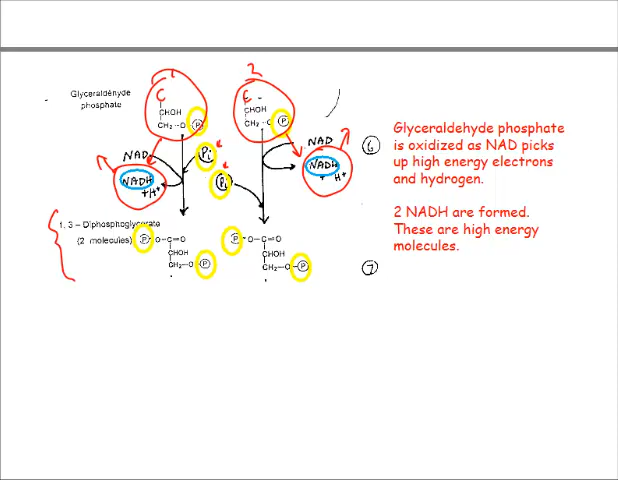 1 2
Glyceraldehyde
phosphate
C
CHOH
CH₂–O–P
C
CHOH
CH₂–O P
NAD
Pi
NADH
+H+
Pi
NAD
NADH
+ H+
6
Glyceraldehyde phosphate
is oxidized as NAD picks
up high energy electrons
and hydrogen.
2 NADH are formed.
These are high energy
molecules.
1, 3 – Diphosphoglycerate
(2 molecules)
P–O–C=O
CHOH
CH₂–O–P
P–O–C=O
CHOH
CH₂–O–P
7